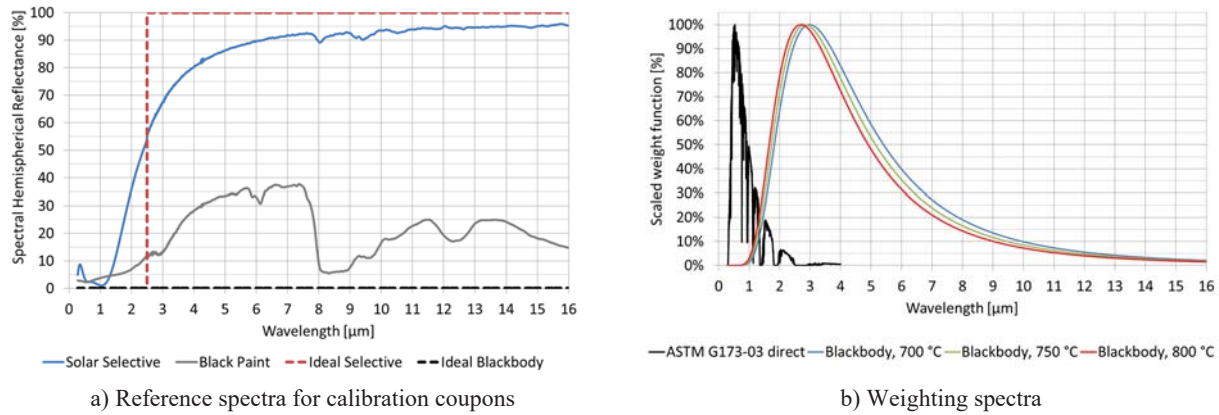 Spectral Hemispherical Reflectance [%]
100
90
80
70
60
50
40
30
20
10
0
0 1 2 3 4 5 6 7 8 9 10 11 12 13 14 15 16
Wavelength [µm]
Solar Selective Black Paint Ideal Selective Ideal Blackbody
a) Reference spectra for calibration coupons
Scaled weight function [%]
100%
90%
80%
70%
60%
50%
40%
30%
20%
10%
0%
0 1 2 3 4 5 6 7 8 9 10 11 12 13 14 15 16
Wavelength [µm]
ASTM G173-03 direct Blackbody, 700 °C Blackbody, 750 °C Blackbody, 800 °C
b) Weighting spectra